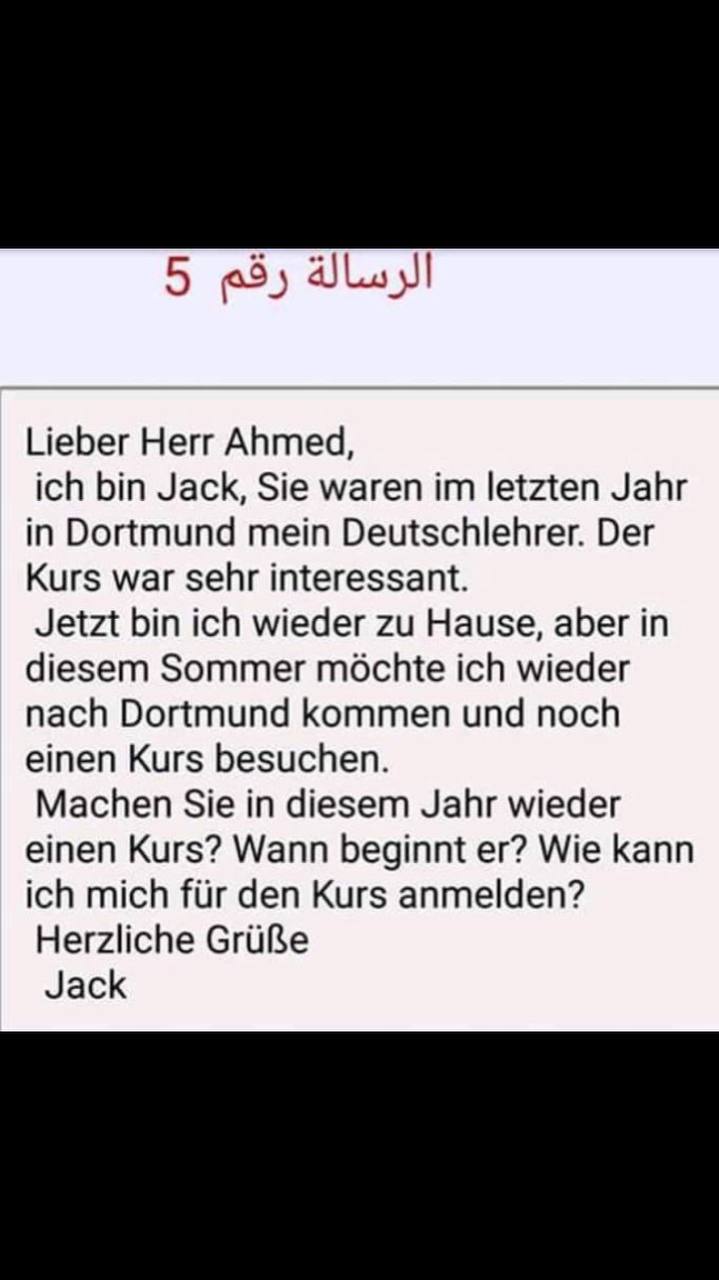 الرسالة رقم 5
Lieber Herr Ahmed,
ich bin Jack, Sie waren im letzten Jahr
in Dortmund mein Deutschlehrer. Der
Kurs war sehr interessant.
Jetzt bin ich wieder zu Hause, aber in
diesem Sommer möchte ich wieder
nach Dortmund kommen und noch
einen Kurs besuchen.
Machen Sie in diesem Jahr wieder
einen Kurs? Wann beginnt er? Wie kann
ich mich für den Kurs anmelden?
Herzliche Grüße
Jack